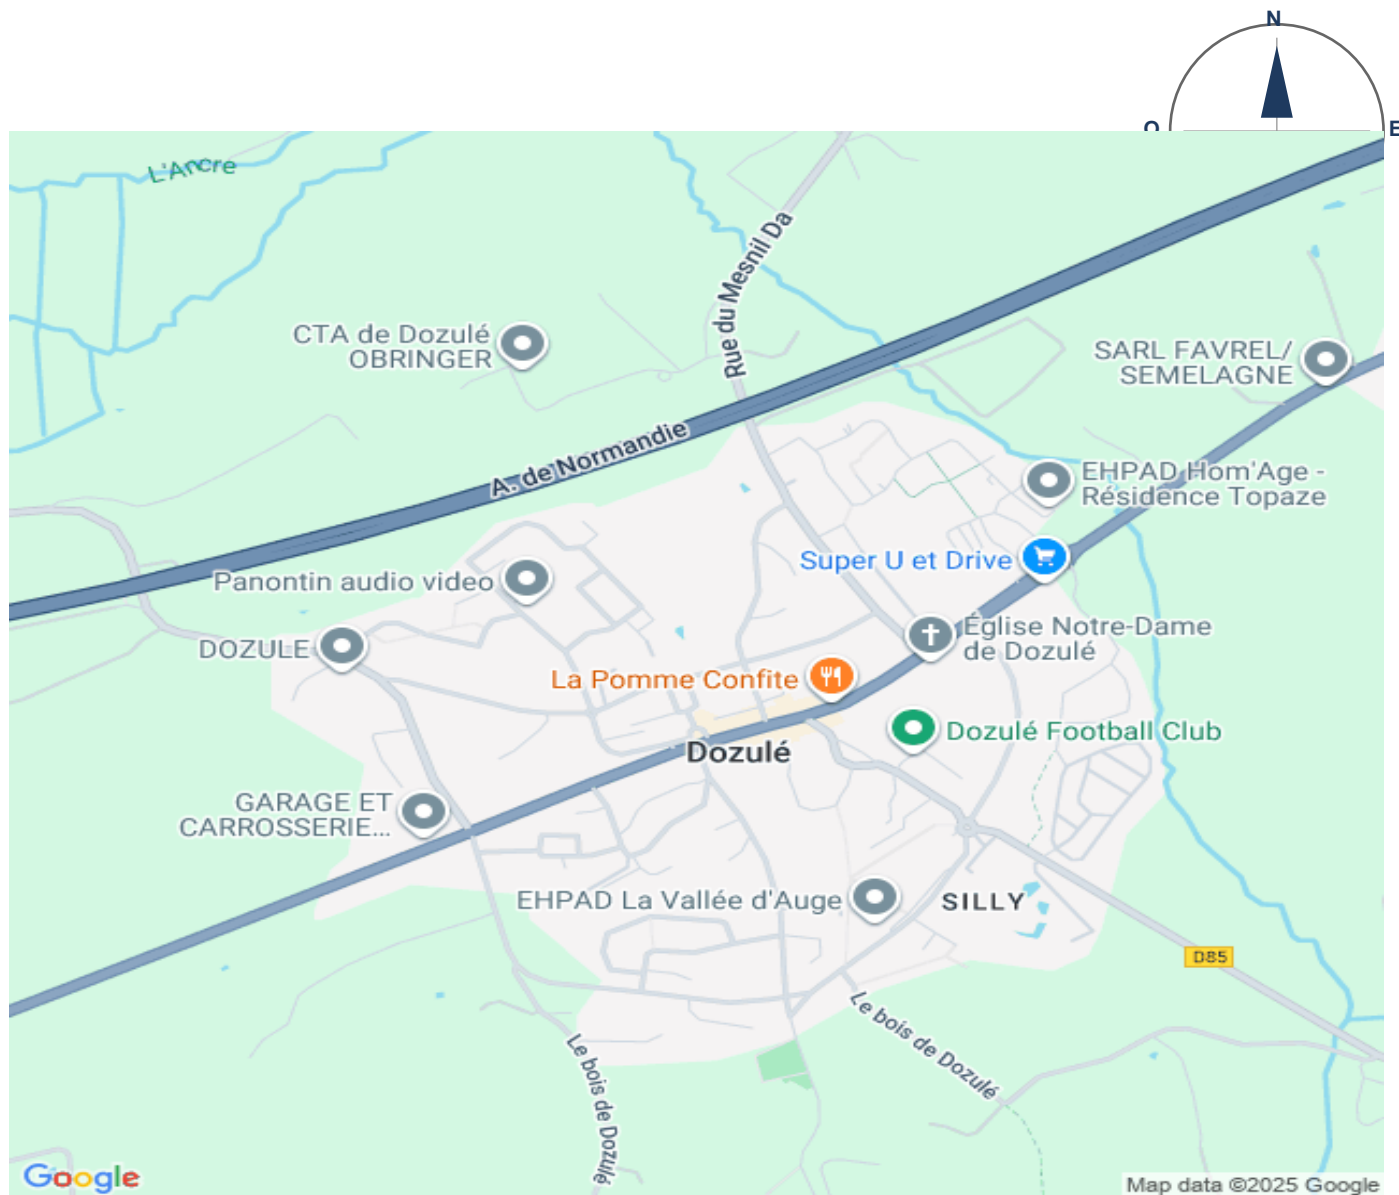 N
O
E
L'Ancre
Rue du Mesnil Da
CTA de Dozulé
OBRINGER
SARL FAVREL/
SEMELAGNE
A. de Normandie
EHPAD Hom'Age -
Résidence Topaze
Super U et Drive
Panontin audio video
Église Notre-Dame
de Dozulé
DOZULE
La Pomme Confite
Dozulé Football Club
Dozulé
GARAGE ET
CARROSSERIE...
EHPAD La Vallée d'Auge
SILLY
D85
Le bois de Dozulé
Le bois de Dozulé
Google
Map data ©2025 Google